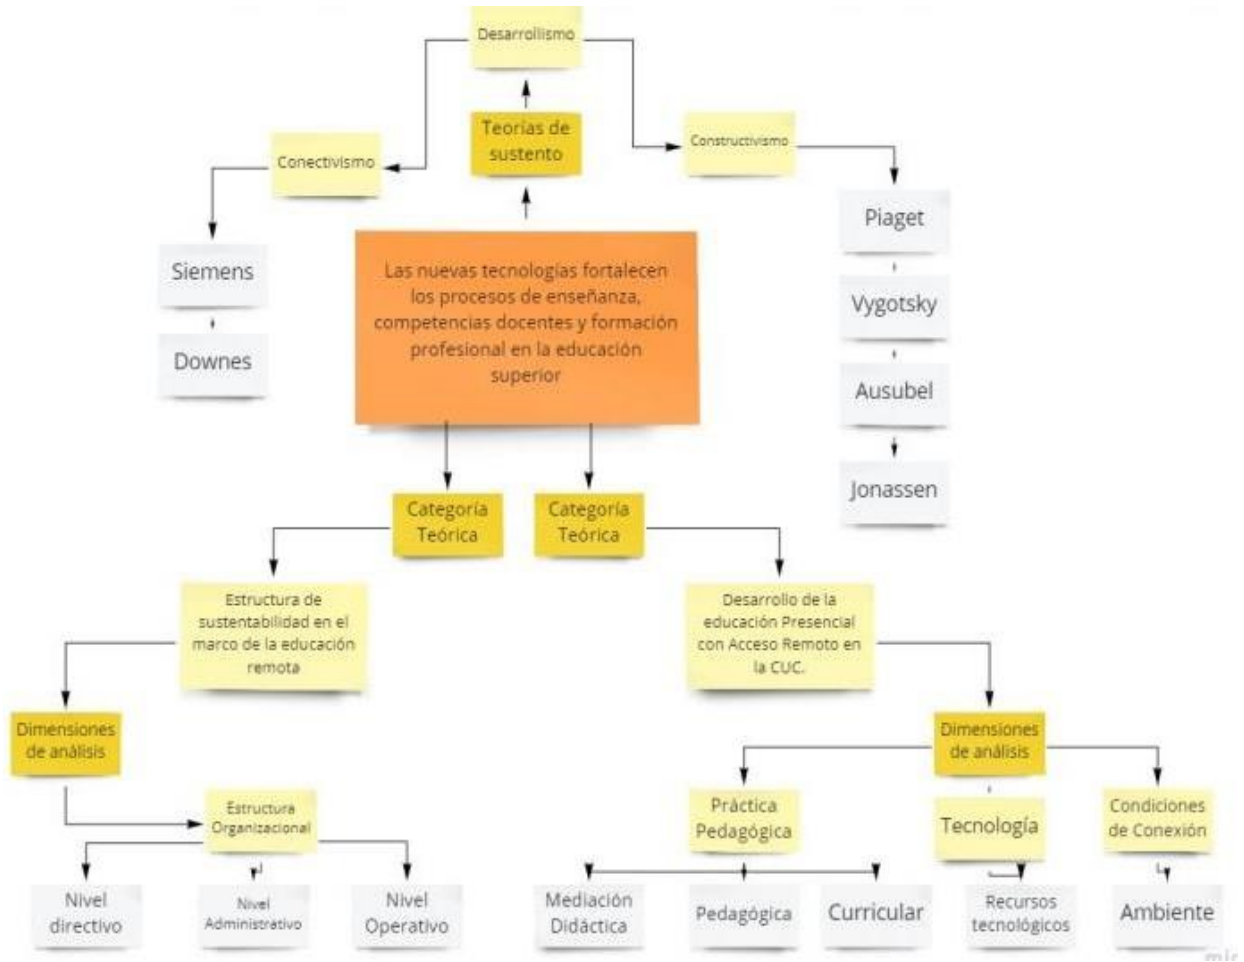 Desarrollismo
Teorías de
sustento
Constructivismo
Conectivismo
Piaget
Siemens
Las nuevas tecnologías fortalecen
los procesos de enseñanza,
competencias docentes y formación
profesional en la educación
superior
Vygotsky
Downes
Ausubel
Jonassen
Categoría
Teórica
Categoría
Teórica
Estructura de
sustentabilidad en el
marco de la educación
remota
Desarrollo de la
educación Presencial
con Acceso Remoto en
la CUC.
Dimensiones
de análisis
Dimensiones
de análisis
Estructura
Organizacional
Práctica
Pedagógica
Tecnología
Condiciones
de Conexión
Nivel
directivo
Nivel
Administrativo
Nivel
Operativo
Mediación
Didáctica
Pedagógica
Curricular
Recursos
tecnológicos
Ambiente